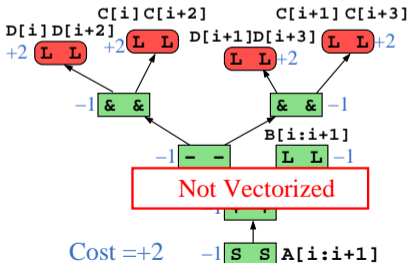 C[i] C[i+2] C[i+1] C[i+3]
D[i] D[i+2] +2 L L D[i+1] D[i+3] L L +2
+2 L L L L +2
-1 & & & & -1
B[i:i+1]
-1 - - L L -1
Not Vectorized
Cost =+2 -1 S S A[i:i+1]